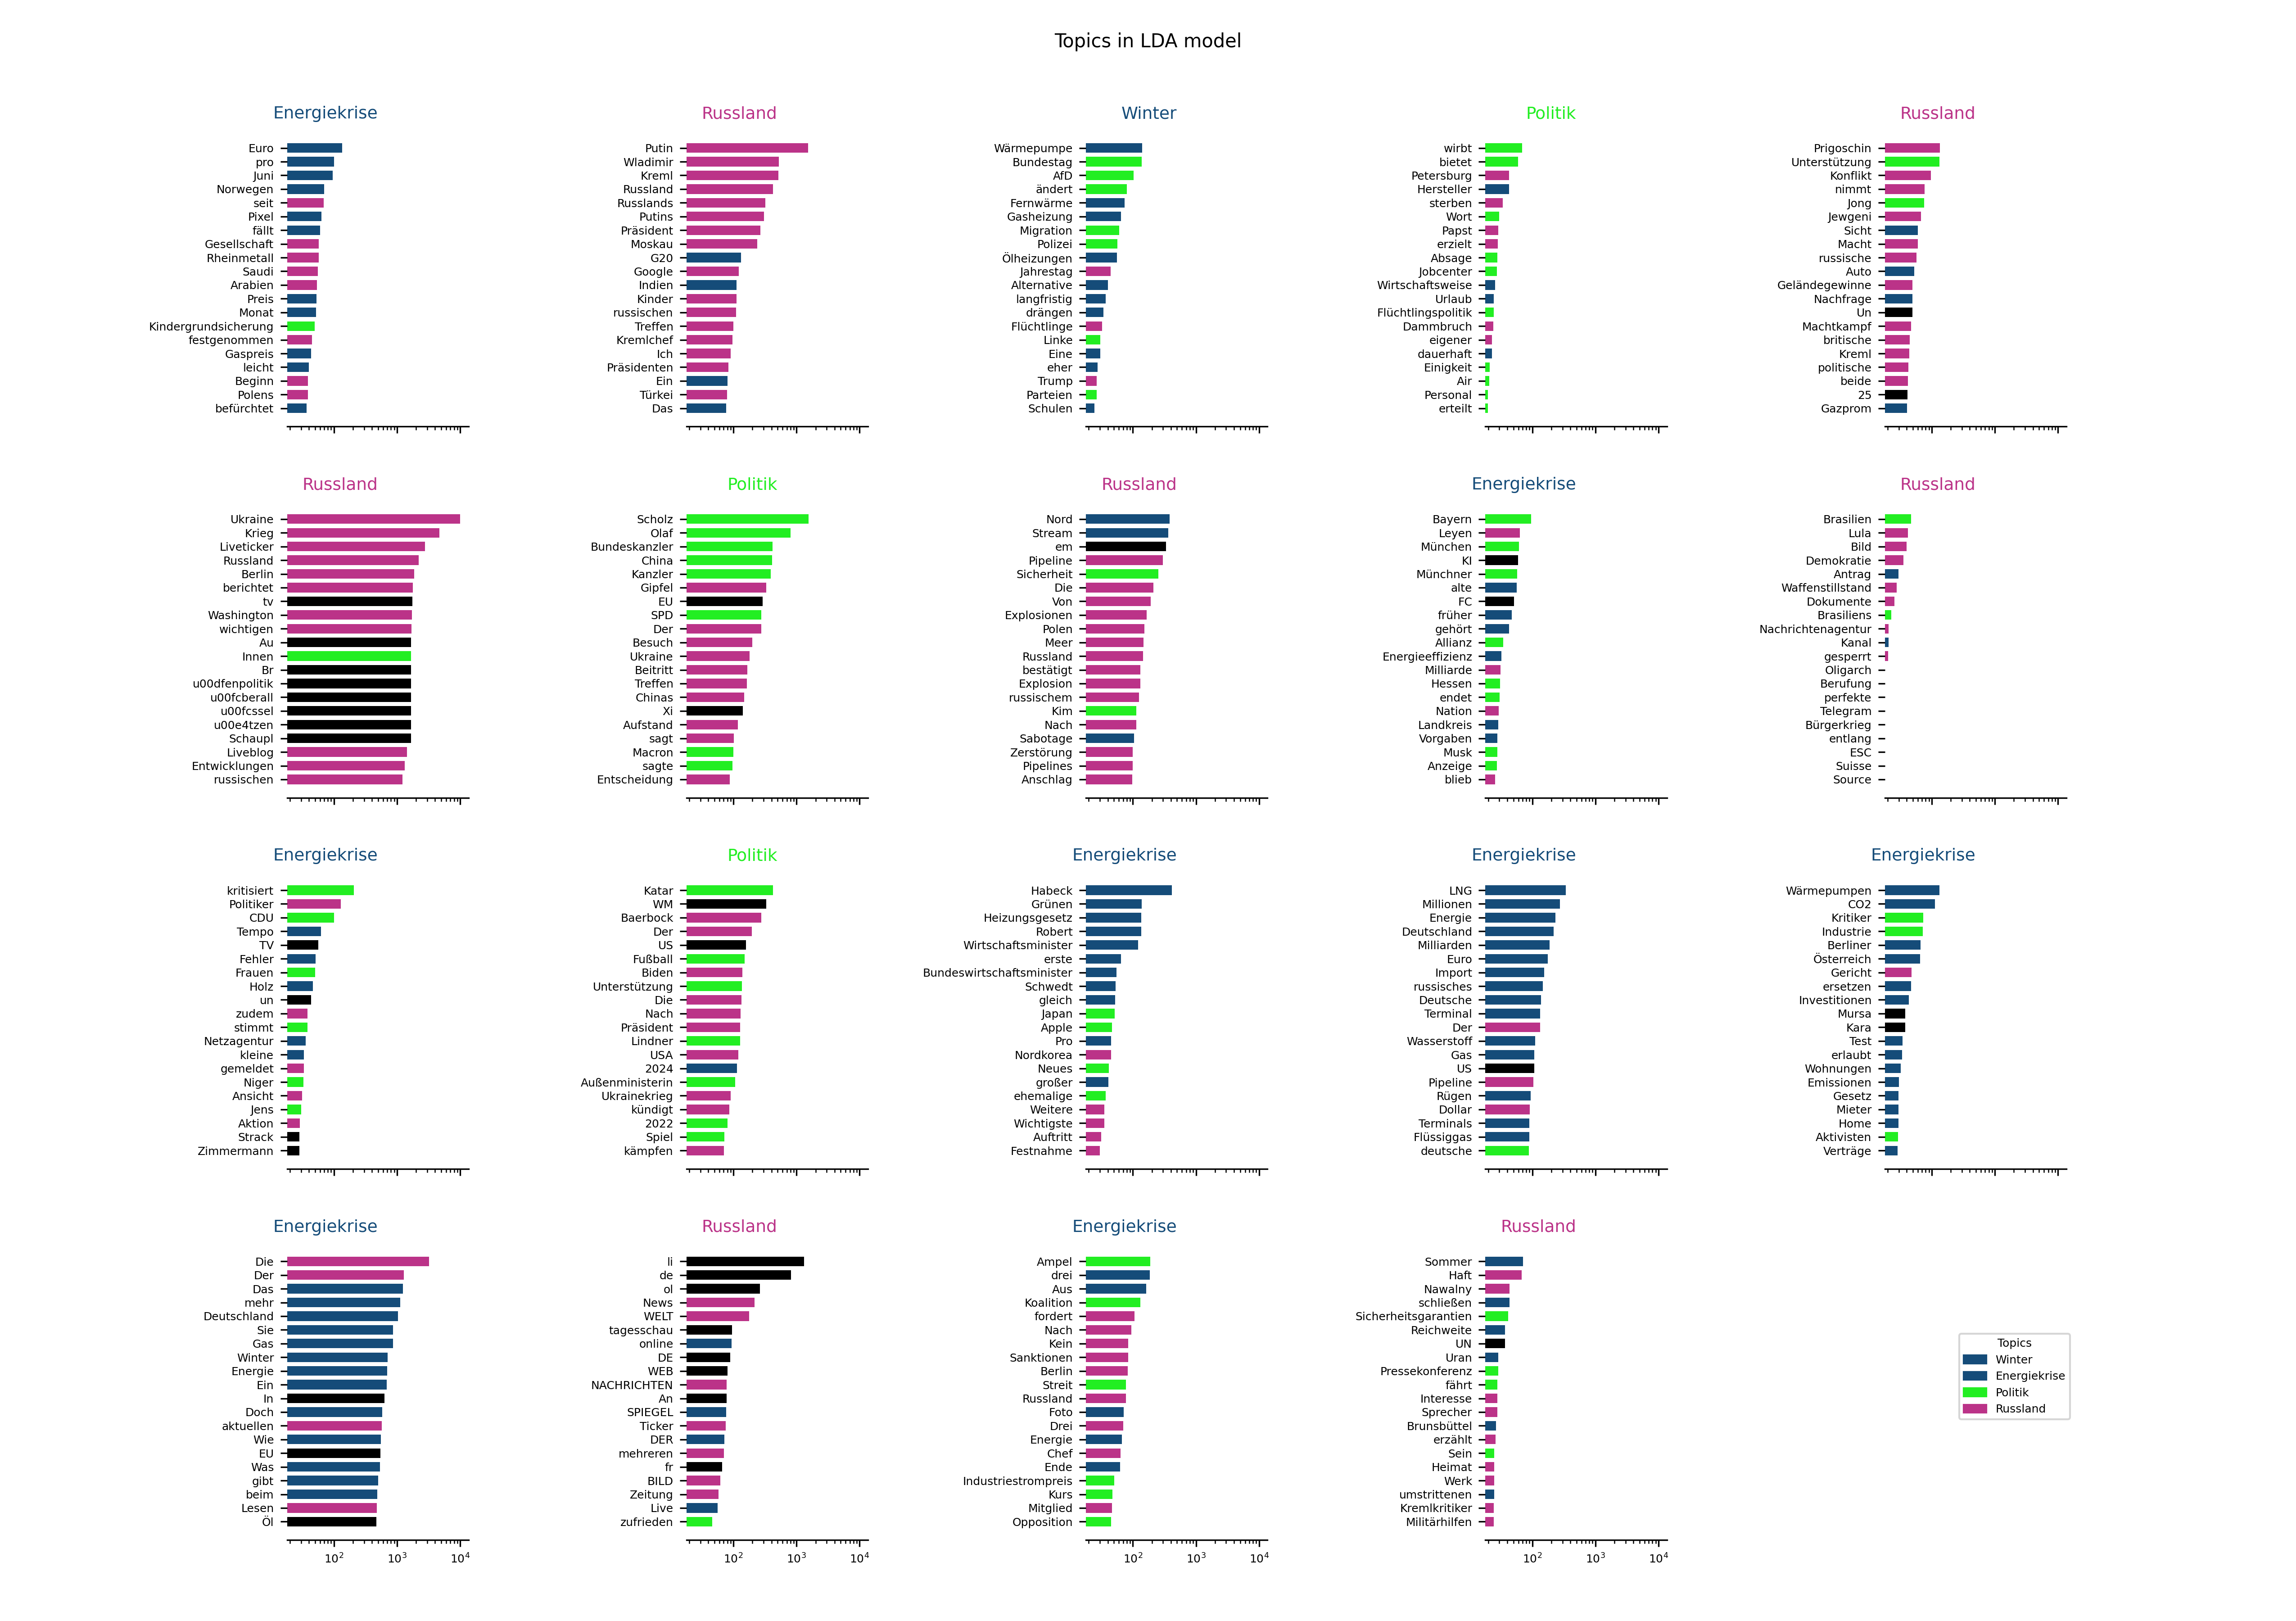 Topics in LDA model
Energiekrise
Euro
pro
Juni
Norwegen
seit
Pixel
fällt
Gesellschaft
Rheinmetall
Saudi
Arabien
Preis
Monat
Kindergrundsicherung
festgenommen
Gaspreis
leicht
Beginn
Polens
befürchtet
Russland
Putin
Wladimir
Kreml
Russland
Russlands
Putins
Präsident
Moskau
G20
Google
Indien
Kinder
russischen
Treffen
Kremlchef
Ich
Präsidenten
Ein
Türkei
Das
Winter
Wärmepumpe
Bundestag
AfD
ändert
Fernwärme
Gasheizung
Migration
Polizei
Ölheizungen
Jahrestag
Alternative
langfristig
drängen
Flüchtlinge
Linke
Eine
eher
Trump
Parteien
Schulen
Politik
wirbt
bietet
Petersburg
Hersteller
sterben
Wort
Papst
erzielt
Absage
Jobcenter
Wirtschaftsweise
Urlaub
Flüchtlingspolitik
Dammbruch
eigener
dauerhaft
Einigkeit
Air
Personal
erteilt
Russland
Prigoschin
Unterstützung
Konflikt
nimmt
Jong
Jewgeni
Sicht
Macht
russische
Auto
Geländegewinne
Nachfrage
Un
Machtkampf
britische
Kreml
politische
beide
25
Gazprom
Russland
Ukraine
Krieg
Liveticker
Russland
Berlin
berichtet
tv
Washington
wichtigen
Au
Innen
Br
u00dfenpolitik
u00fcberall
u00fcssel
u00e4tzen
Schaupl
Liveblog
Entwicklungen
russischen
Politik
Scholz
Olaf
Bundeskanzler
China
Kanzler
Gipfel
EU
SPD
Der
Besuch
Ukraine
Beitritt
Treffen
Chinas
Xi
Aufstand
sagt
Macron
sagte
Entscheidung
Russland
Nord
Stream
em
Pipeline
Sicherheit
Die
Von
Explosionen
Polen
Meer
Russland
bestätigt
Explosion
russischem
Kim
Nach
Sabotage
Zerstörung
Pipelines
Anschlag
Energiekrise
Bayern
Leyen
München
KI
Münchner
alte
FC
früher
gehört
Allianz
Energieeffizienz
Milliarde
Hessen
endet
Nation
Landkreis
Vorgaben
Musk
Anzeige
blieb
Russland
Brasilien
Lula
Bild
Demokratie
Antrag
Waffenstillstand
Dokumente
Brasiliens
Nachrichtenagentur
Kanal
gesperrt
Oligarch
Berufung
perfekte
Telegram
Bürgerkrieg
entlang
ESC
Suisse
Source
Energiekrise
kritisiert
Politiker
CDU
Tempo
TV
Fehler
Frauen
Holz
un
zudem
stimmt
Netzagentur
kleine
gemeldet
Niger
Ansicht
Jens
Aktion
Strack
Zimmermann
Politik
Katar
WM
Baerbock
Der
US
Fußball
Biden
Unterstützung
Die
Nach
Präsident
Lindner
USA
2024
Außenministerin
Ukrainekrieg
kündigt
2022
Spiel
kämpfen
Energiekrise
Habeck
Grünen
Heizungsgesetz
Robert
Wirtschaftsminister
erste
Bundeswirtschaftsminister
Schwedt
gleich
Japan
Apple
Pro
Nordkorea
Neues
großer
ehemalige
Weitere
Wichtigste
Auftritt
Festnahme
Energiekrise
LNG
Millionen
Energie
Deutschland
Milliarden
Euro
Import
russisches
Deutsche
Terminal
Der
Wasserstoff
Gas
US
Pipeline
Rügen
Dollar
Terminals
Flüssiggas
deutsche
Energiekrise
Wärmepumpen
CO2
Kritiker
Industrie
Berliner
Österreich
Gericht
ersetzen
Investitionen
Mursa
Kara
Test
erlaubt
Wohnungen
Emissionen
Gesetz
Mieter
Home
Aktivisten
Verträge
Energiekrise
Die
Der
Das
mehr
Deutschland
Sie
Gas
Winter
Energie
Ein
In
Doch
aktuellen
Wie
EU
Was
gibt
beim
Lesen
Öl
10² 10³ 10⁴
Russland
li
de
ol
News
WELT
tagesschau
online
DE
WEB
NACHRICHTEN
An
SPIEGEL
Ticker
DER
mehreren
fr
BILD
Zeitung
Live
zufrieden
10² 10³ 10⁴
Energiekrise
Ampel
drei
Aus
Koalition
fordert
Nach
Kein
Sanktionen
Berlin
Streit
Russland
Foto
Drei
Energie
Chef
Ende
Industriestrompreis
Kurs
Mitglied
Opposition
10² 10³ 10⁴
Russland
Sommer
Haft
Nawalny
schließen
Sicherheitsgarantien
Reichweite
UN
Uran
Pressekonferenz
fährt
Interesse
Sprecher
Brunsbüttel
erzählt
Sein
Heimat
Werk
umstrittenen
Kremlkritiker
Militärhilfen
10² 10³ 10⁴
Topics
Winter
Energiekrise
Politik
Russland